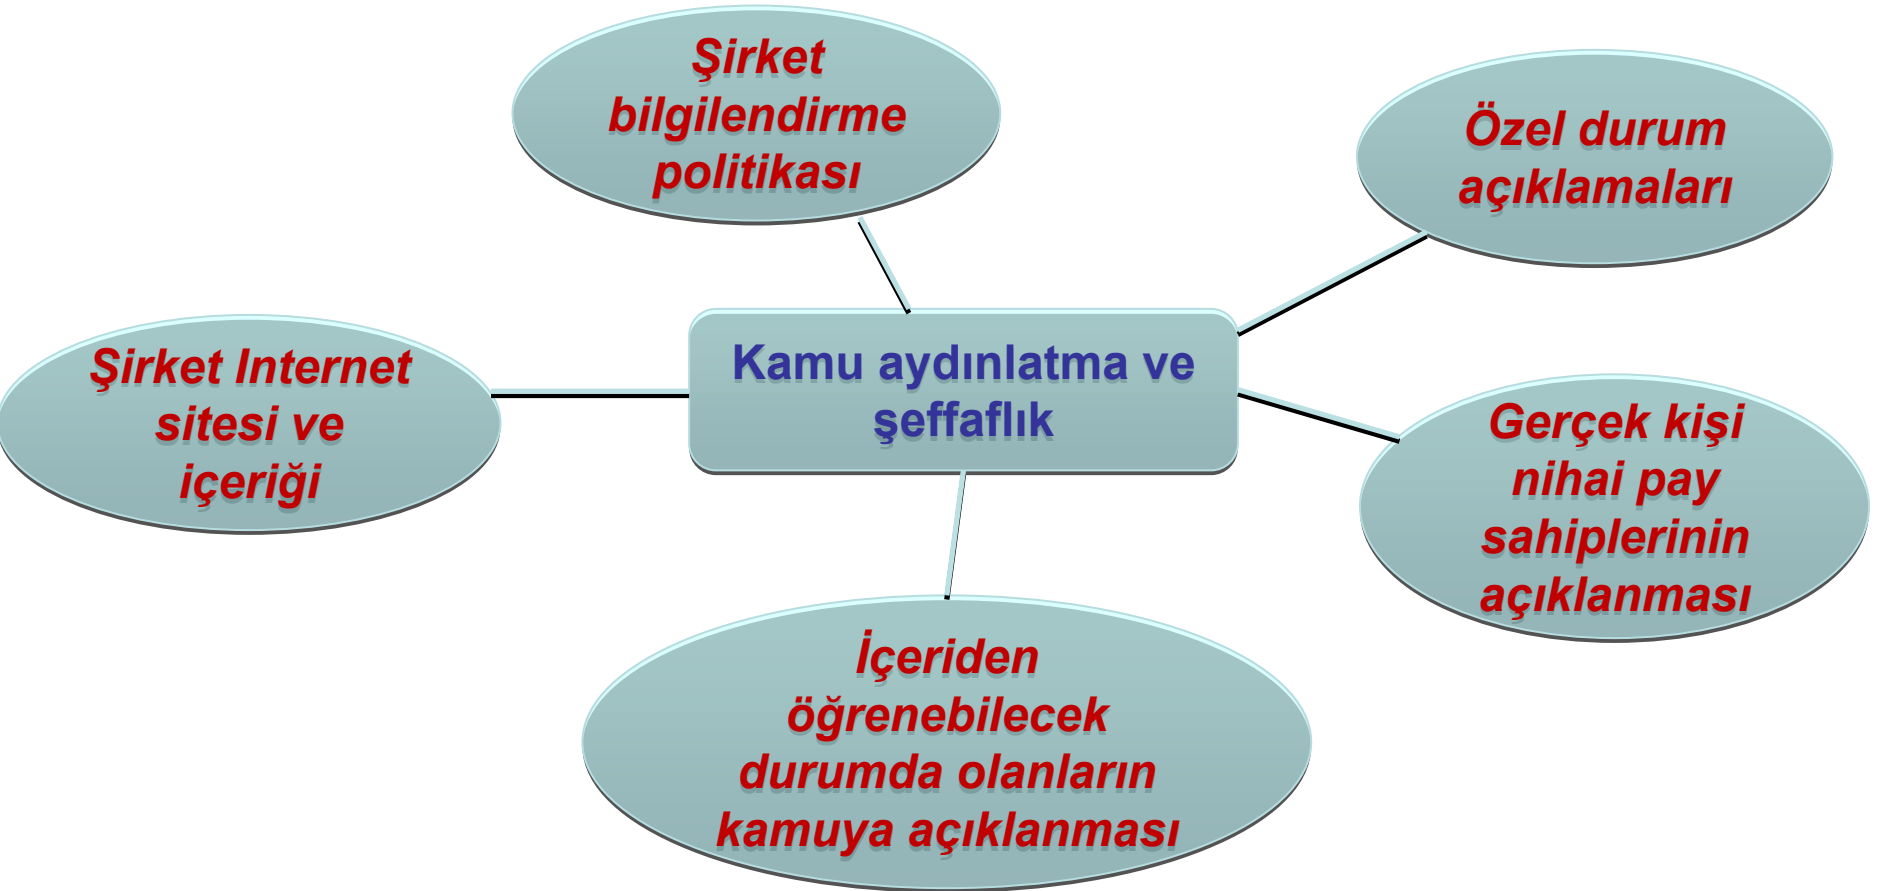 Şirket
bilgilendirme
politikası
Özel durum
açıklamaları
Şirket Internet
sitesi ve
içeriği
Kamu aydınlatma ve
şeffaflık
Gerçek kişi
nihai pay
sahiplerinin
açıklanması
İçeriden
öğrenebilecek
durumda olanların
kamuya açıklanması